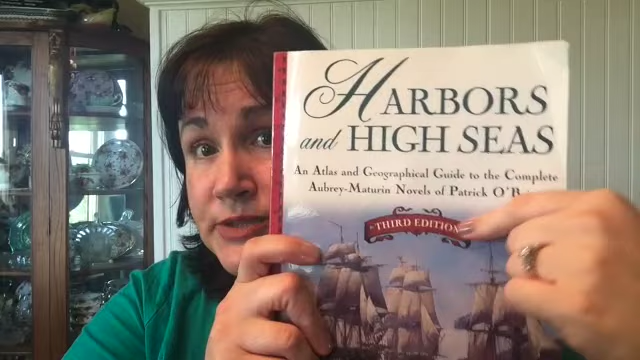 HARBORS
and HIGH SEAS
An Atlas and Geographical Guide to the Complete
Aubrey-Maturin Novels of Patrick
THIRD EDITION